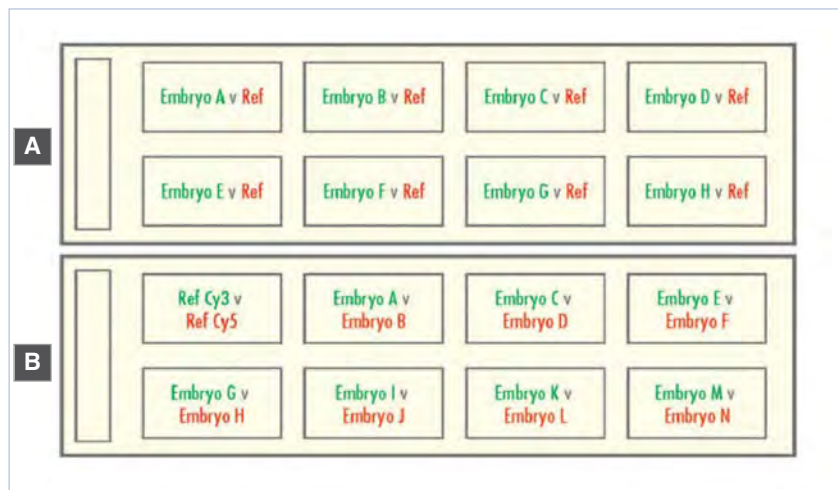 A
Embryo A v Ref
Embryo B v Ref
Embryo C v Ref
Embryo D v Ref
Embryo E v Ref
Embryo F v Ref
Embryo G v Ref
Embryo H v Ref
B
Ref Cy3 v
Ref Cy5
Embryo A v
Embryo B
Embryo C v
Embryo D
Embryo E v
Embryo F
Embryo G v
Embryo H
Embryo I v
Embryo J
Embryo K v
Embryo L
Embryo M v
Embryo N